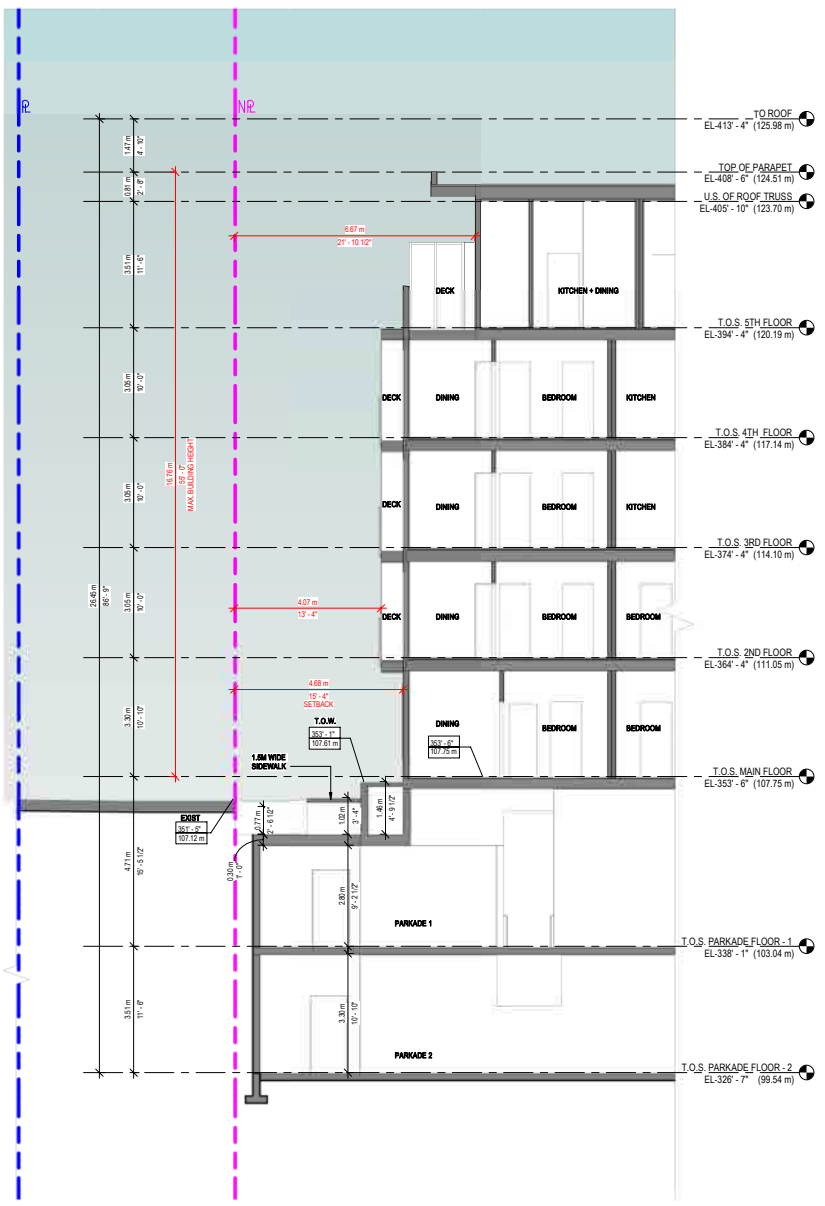 PL
NPL
TO ROOF
EL-413' - 4" (125.98 m)
TOP OF PARAPET
EL-408' - 6" (124.51 m)
U.S. OF ROOF TRUSS
EL-405' - 10" (123.70 m)
1.47 m
4' - 10"
0.81 m
2' - 8"
6.67 m
21' - 10 1/2"
3.51 m
11' - 6"
DECK
KITCHEN + DINING
T.O.S. 5TH FLOOR
EL-394' - 4" (120.19 m)
3.05 m
10' - 0"
DECK
DINING
BEDROOM
KITCHEN
T.O.S. 4TH FLOOR
EL-384' - 4" (117.14 m)
16.76 m
55' - 0"
MAX. BUILDING HEIGHT
3.05 m
10' - 0"
DECK
DINING
BEDROOM
KITCHEN
T.O.S. 3RD FLOOR
EL-374' - 4" (114.10 m)
26.45 m
86' - 9"
3.05 m
10' - 0"
4.07 m
13' - 4"
DECK
DINING
BEDROOM
BEDROOM
T.O.S. 2ND FLOOR
EL-364' - 4" (111.05 m)
3.30 m
10' - 10"
4.68 m
15' - 4"
SETBACK
T.O.W.
353' - 1"
107.61 m
DINING
BEDROOM
BEDROOM
353' - 6"
107.75 m
1.5M WIDE
SIDEWALK
T.O.S. MAIN FLOOR
EL-353' - 6" (107.75 m)
EXIST
351' - 5"
107.12 m
0.77 m
2' - 6 1/2"
1.02 m
3' - 4"
1.46 m
4' - 9 1/2"
0.30 m
1' - 0"
4.71 m
15' - 5 1/2"
2.80 m
9' - 2 1/2"
PARKADE 1
T.O.S. PARKADE FLOOR - 1
EL-338' - 1" (103.04 m)
3.51 m
11' - 6"
3.30 m
10' - 10"
PARKADE 2
T.O.S. PARKADE FLOOR - 2
EL-326' - 7" (99.54 m)